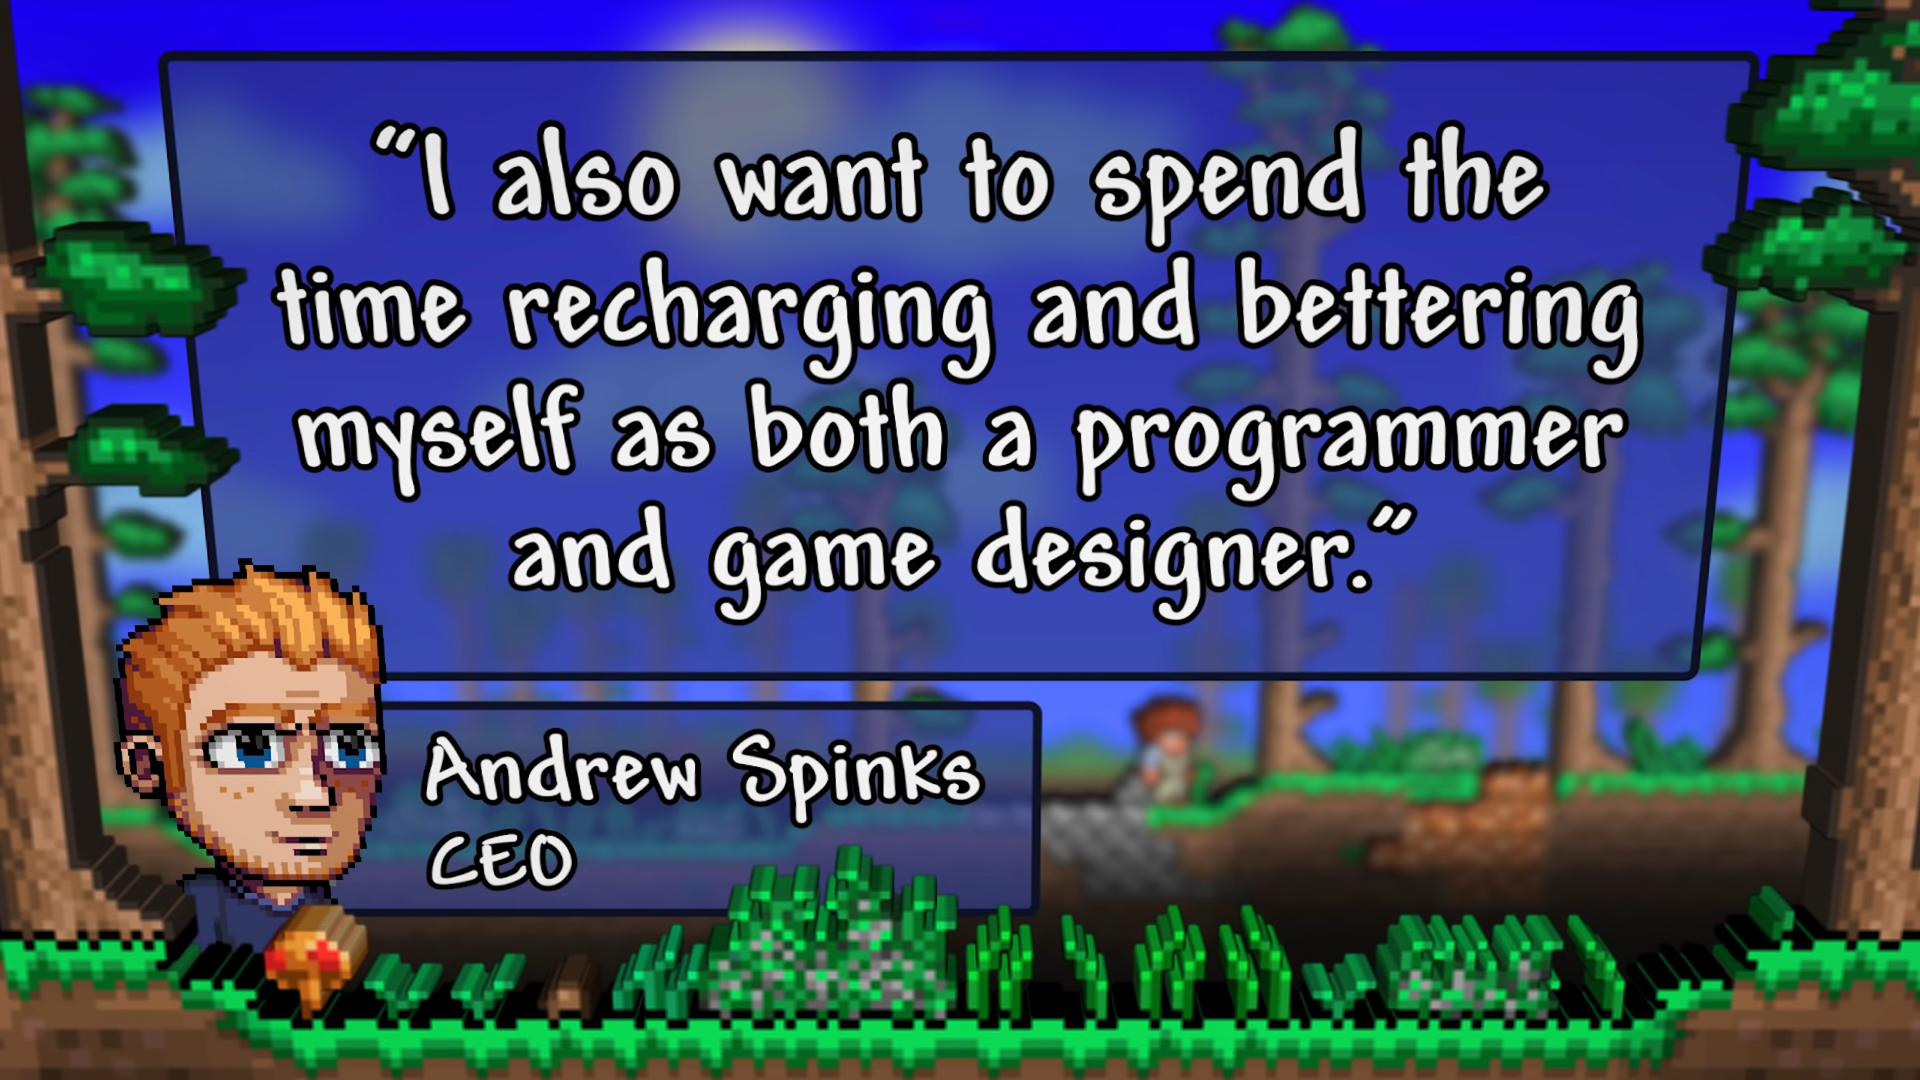 “I also want to spend the
time recharging and bettering
myself as both a programmer
and game designer.”
Andrew Spinks
CEO